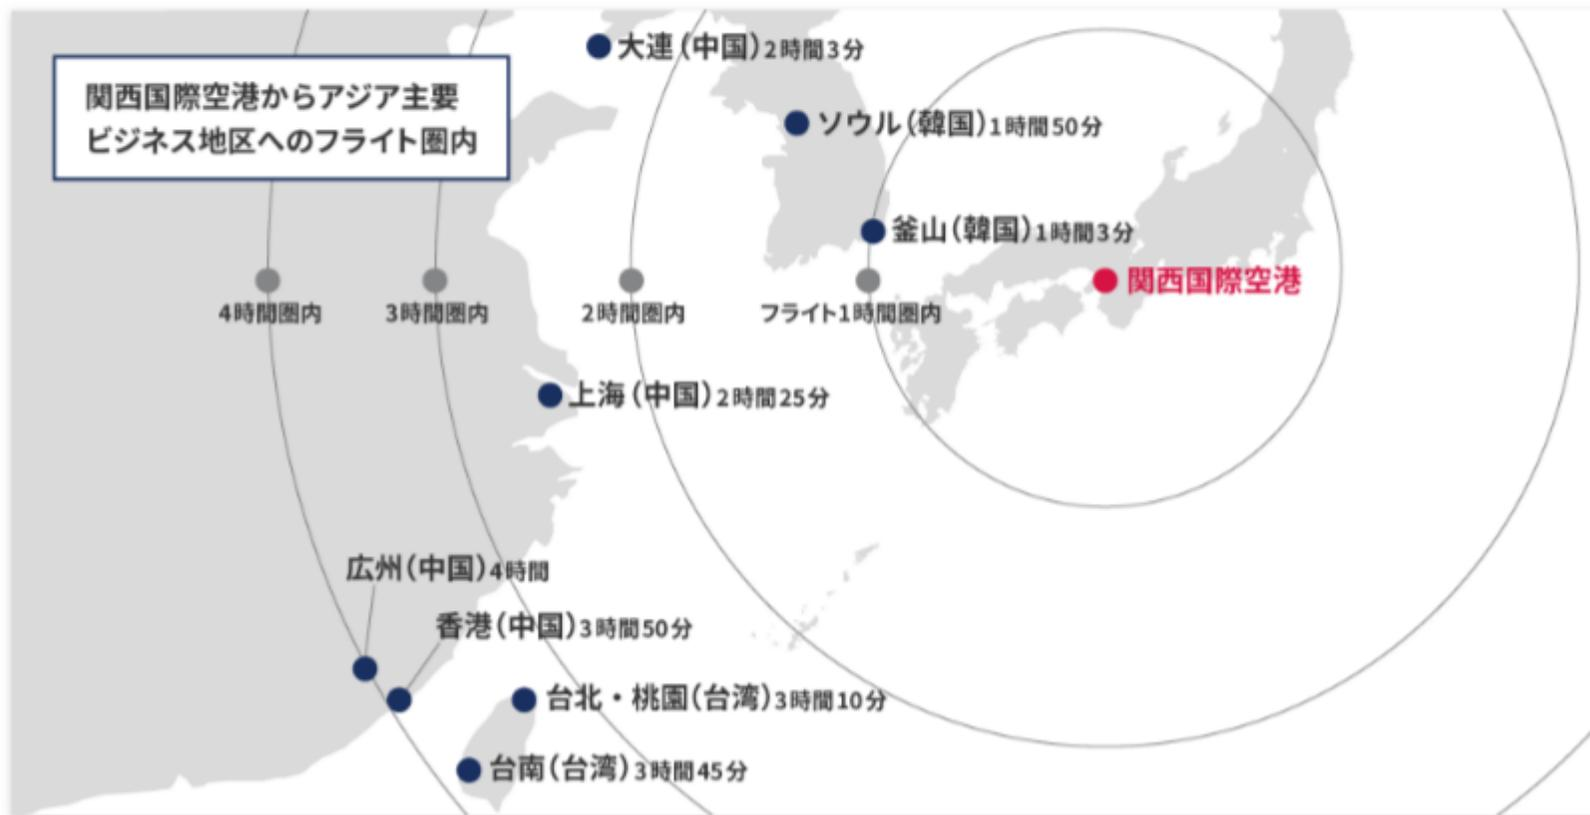 大連（中国）2時間3分
関西国際空港からアジア主要
ビジネス地区へのフライト圏内
ソウル（韓国）1時間50分
釜山（韓国）1時間3分
関西国際空港
4時間圏内
3時間圏内
2時間圏内
フライト1時間圏内
上海（中国）2時間25分
広州（中国）4時間
香港（中国）3時間50分
台北・桃園（台湾）3時間10分
台南（台湾）3時間45分